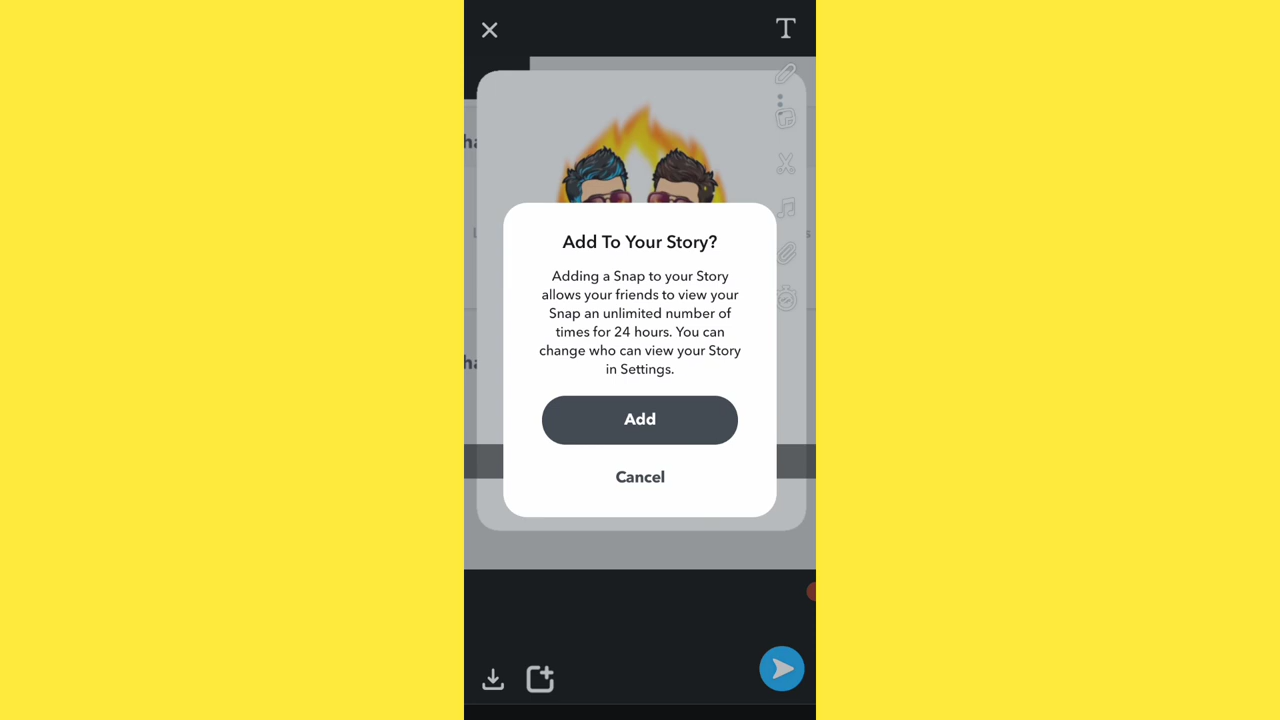 T
Add To Your Story?
Adding a Snap to your Story
allows your friends to view your
Snap an unlimited number of
times for 24 hours. You can
change who can view your Story
in Settings.
Add
Cancel